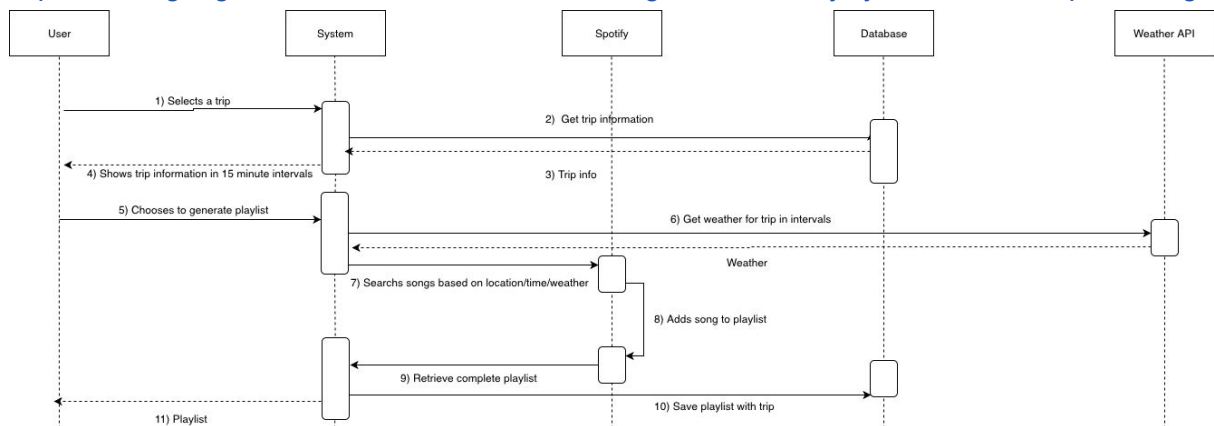 User
System
Spotify
Database
Weather API
1) Selects a trip
2) Get trip information
3) Trip info
4) Shows trip information in 15 minute intervals
5) Chooses to generate playlist
6) Get weather for trip in intervals
Weather
7) Searchs songs based on location/time/weather
8) Adds song to playlist
9) Retrieve complete playlist
10) Save playlist with trip
11) Playlist